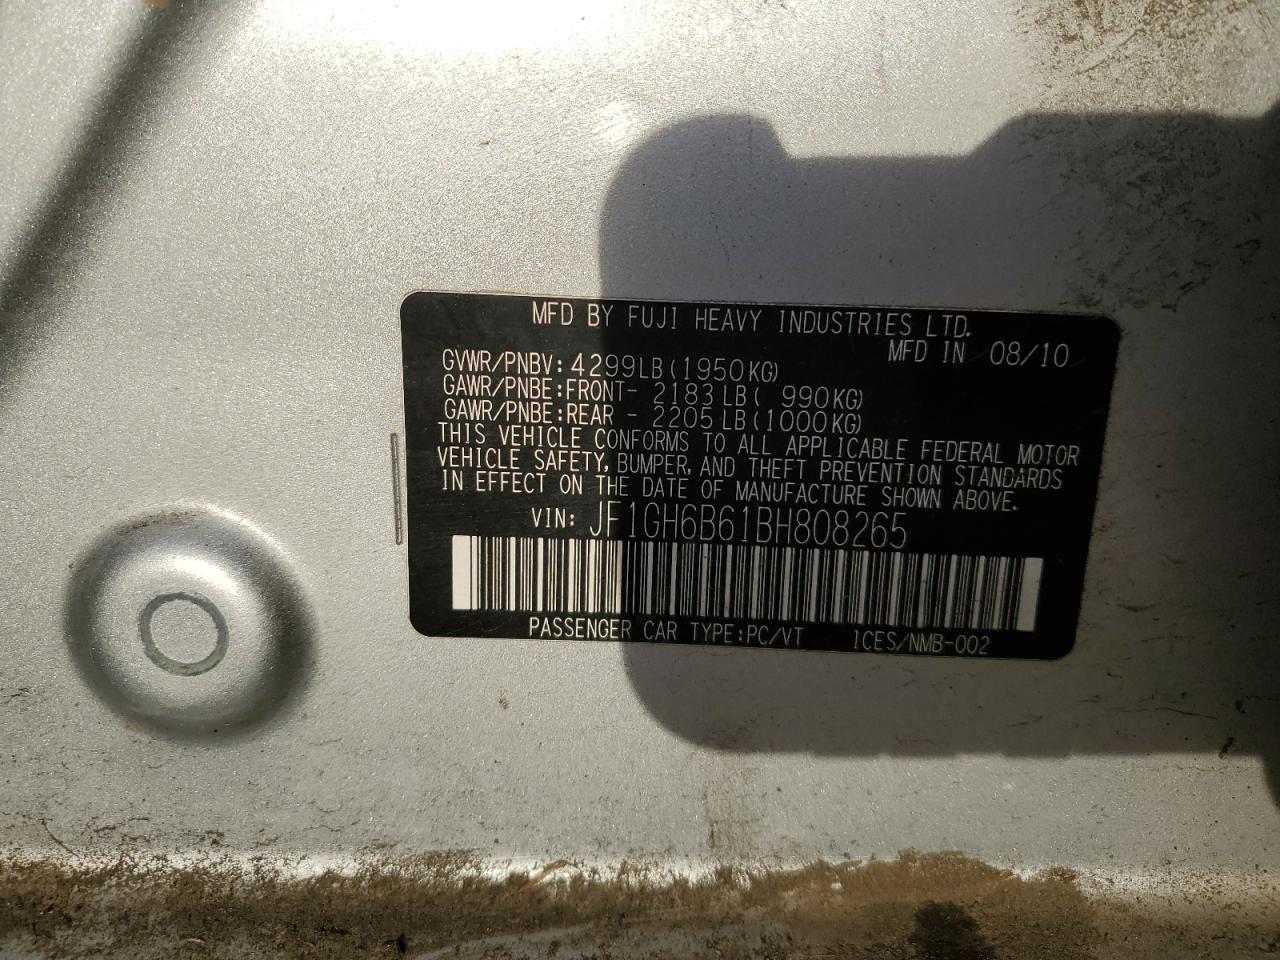 MFD BY FUJI HEAVY INDUSTRIES LTD.
MFD IN 08/10
GVWR/PNBV: 4299LB(1950KG)
GAWR/PNBE:FRONT- 2183LB( 990KG)
GAWR/PNBE:REAR - 2205LB(1000KG)
THIS VEHICLE CONFORMS TO ALL APPLICABLE FEDERAL MOTOR
VEHICLE SAFETY, BUMPER, AND THEFT PREVENTION STANDARDS
IN EFFECT ON THE DATE OF MANUFACTURE SHOWN ABOVE.
VIN: JF1GH6B61BH808265
PASSENGER CAR TYPE:PC/VT ICES/NMB-002